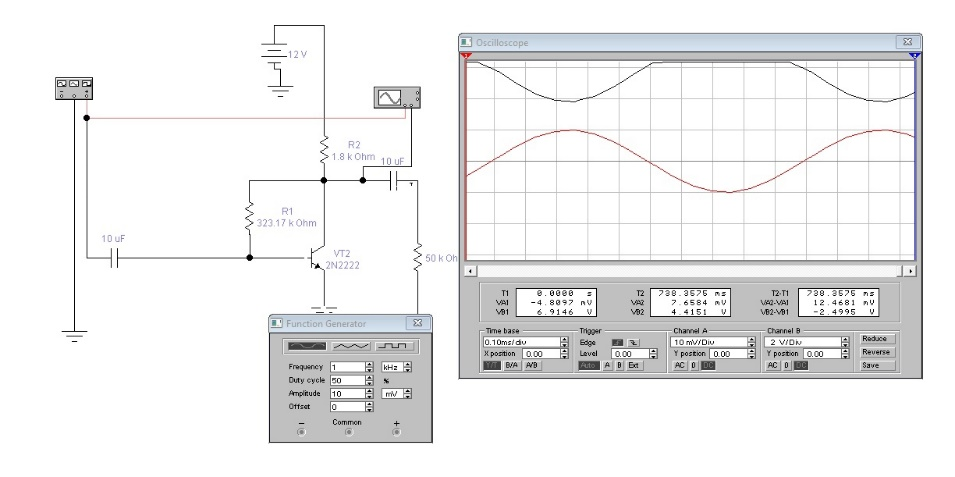 12 V
R2
1.8 k Ohm
10 uF
R1
323.17 k Ohm
10 uF
VT2
2N2222
50 k Oh
Function Generator
Frequency 1 kHz
Duty cycle 50 %
Amplitude 10 mV
Offset 0
− Common +
Oscilloscope
T1 0.0000 s
VA1 -4.8097 mV
VB1 6.9146 V
T2 738.3575 ms
VA2 7.6584 mV
VB2 4.4151 V
T2-T1 738.3575 ms
VA2-VA1 12.4681 mV
VB2-VB1 -2.4995 V
Time base
0.10ms/div
X position 0.00
Y/T B/A A/B
Trigger
Edge
Level 0.00
Auto A B Ext
Channel A
10 mV/Div
Y position 0.00
AC 0 DC
Channel B
2 V/Div
Y position 0.00
AC 0 DC
Reduce
Reverse
Save